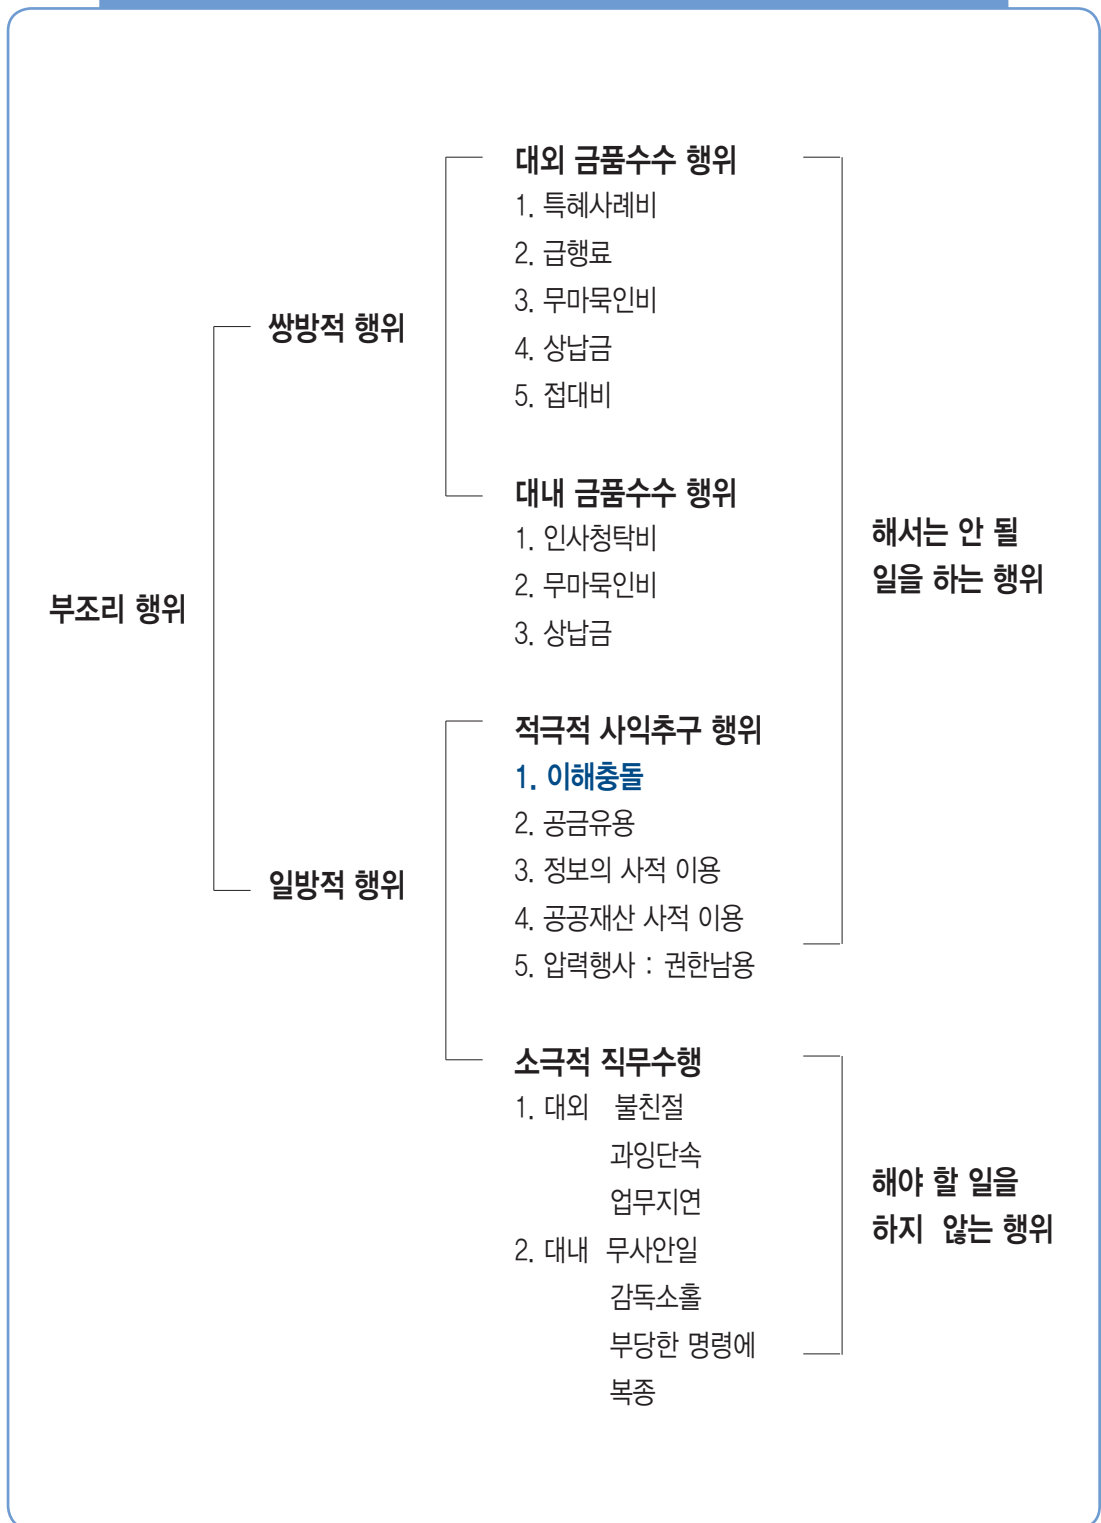 부조리 행위
쌍방적 행위
대외 금품수수 행위
1. 특혜사례비
2. 급행료
3. 무마묵인비
4. 상납금
5. 접대비
대내 금품수수 행위
1. 인사청탁비
2. 무마묵인비
3. 상납금
일방적 행위
적극적 사익추구 행위
1. 이해충돌
2. 공금유용
3. 정보의 사적 이용
4. 공공재산 사적 이용
5. 압력행사 : 권한남용
해서는 안 될
일을 하는 행위
소극적 직무수행
1. 대외 불친절
과잉단속
업무지연
2. 대내 무사안일
감독소홀
부당한 명령에
복종
해야 할 일을
하지 않는 행위